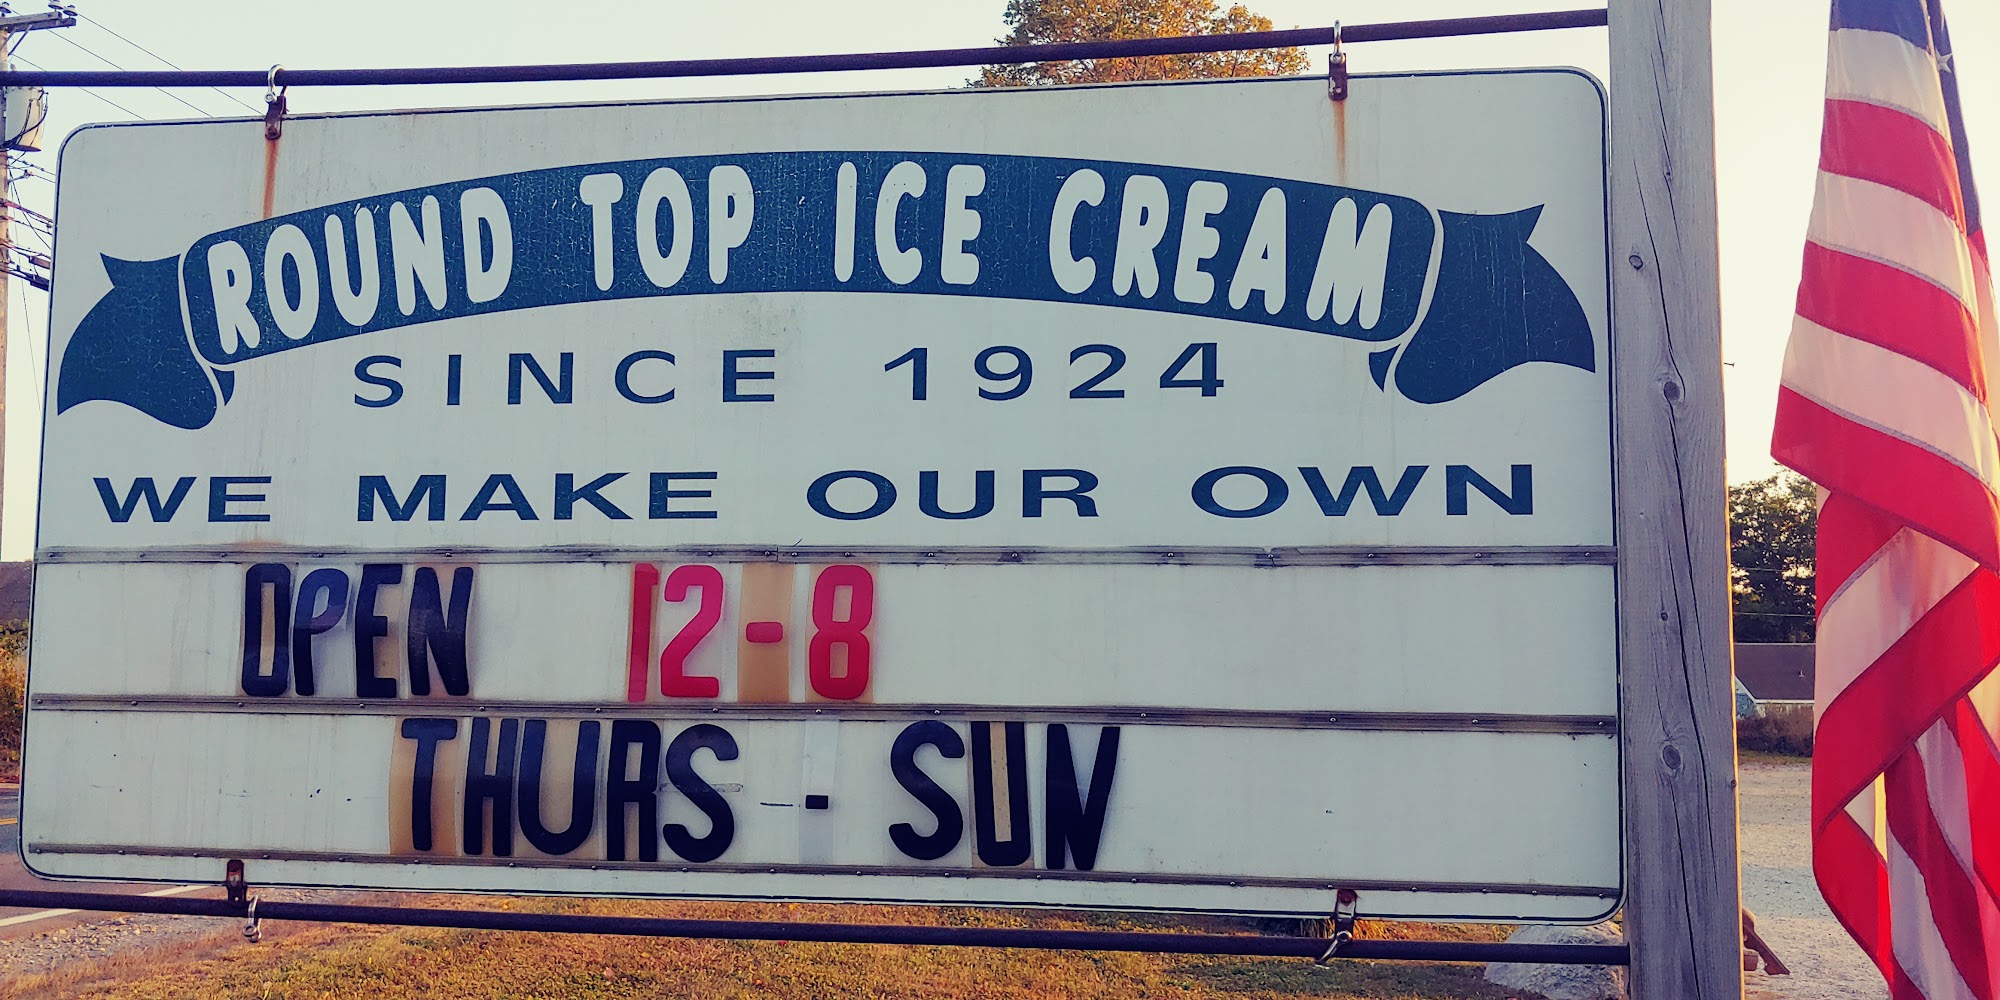 ROUND TOP ICE CREAM
SINCE 1924
WE MAKE OUR OWN
OPEN 12-8
THURS - SUN